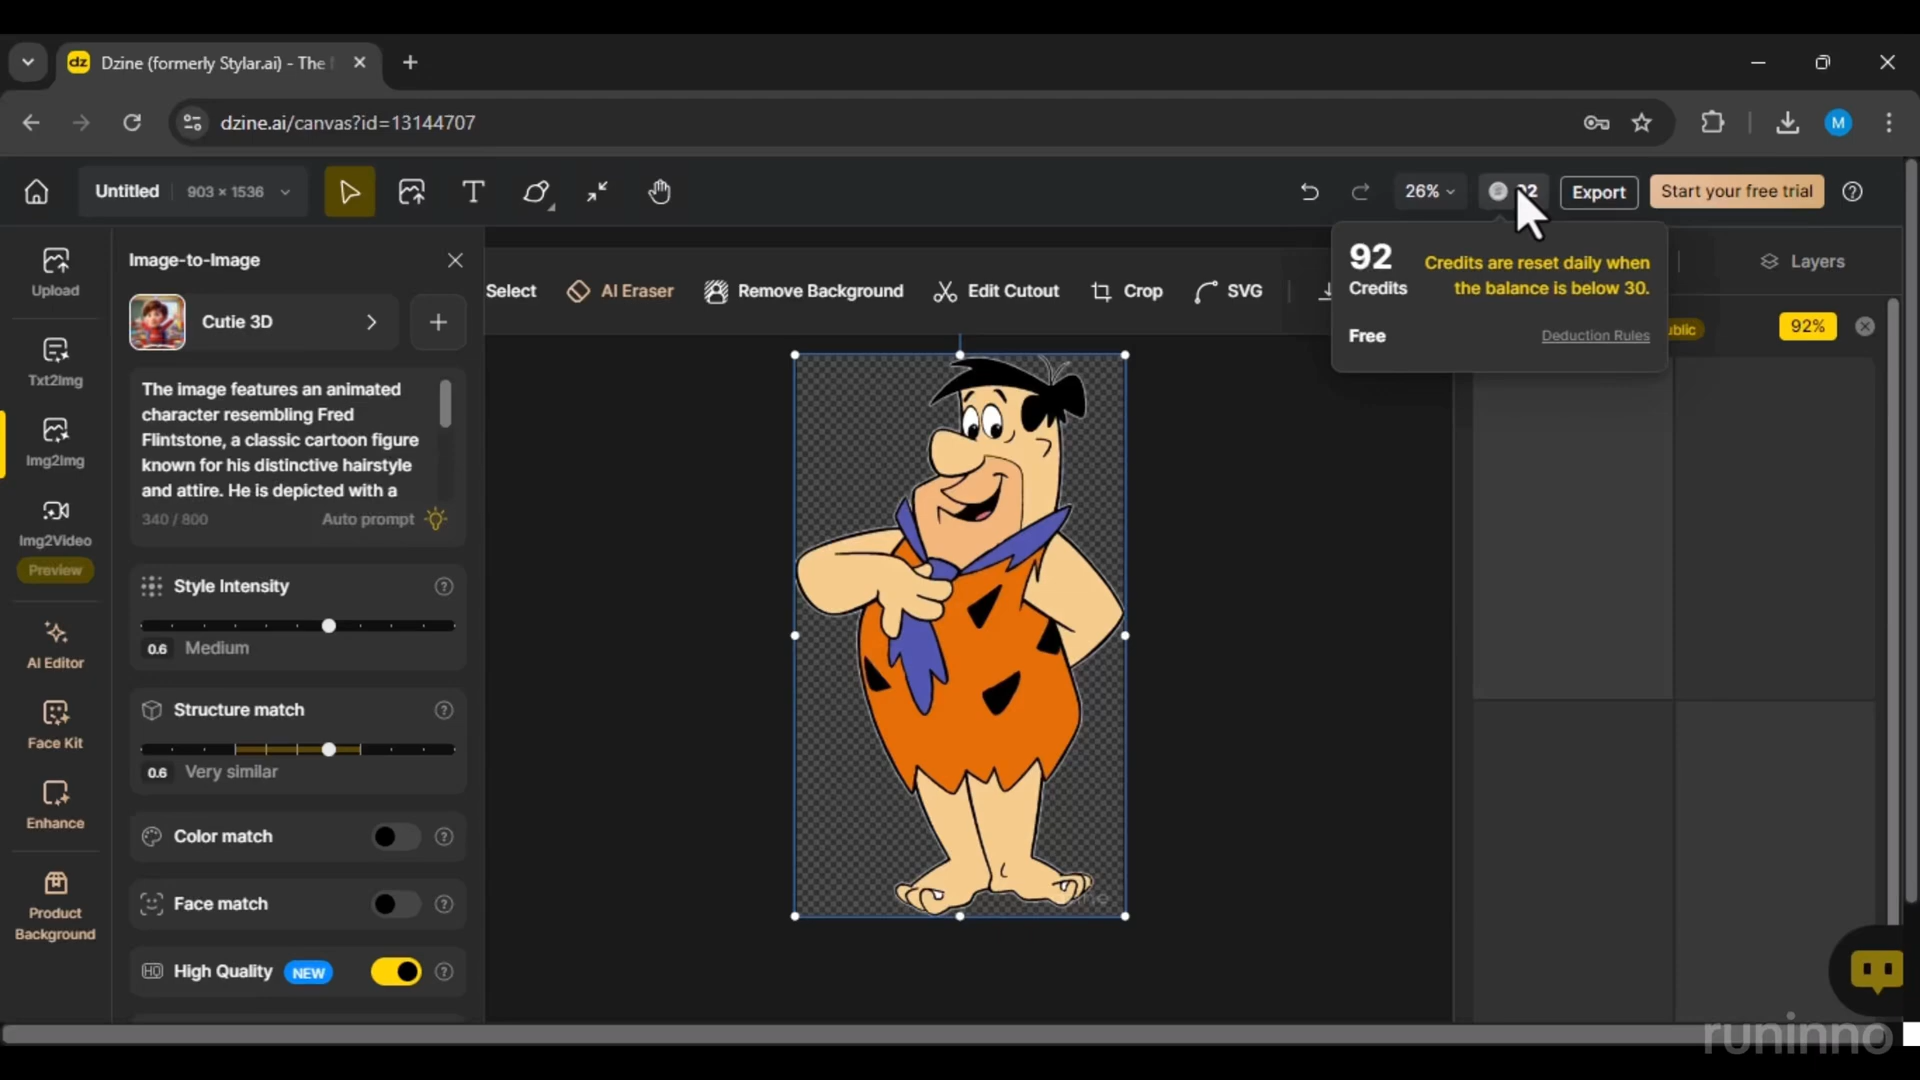 dz Dzine (formerly Stylar.ai) - The
dzine.ai/canvas?id=13144707
M
Untitled 903 × 1536
T
26%
Export
Start your free trial
92
Credits
Credits are reset daily when
the balance is below 30.
Free
Deduction Rules
Upload
Txt2Img
Img2Img
Img2Video
Preview
AI Editor
Face Kit
Enhance
Product
Background
Image-to-Image
Cutie 3D
The image features an animated
character resembling Fred
Flintstone, a classic cartoon figure
known for his distinctive hairstyle
and attire. He is depicted with a
340 / 800 Auto prompt
Style Intensity
0.6 Medium
Structure match
0.6 Very similar
Color match
Face match
HQ High Quality NEW
Select
AI Eraser
Remove Background
Edit Cutout
Crop
SVG
Layers
92%
runinno